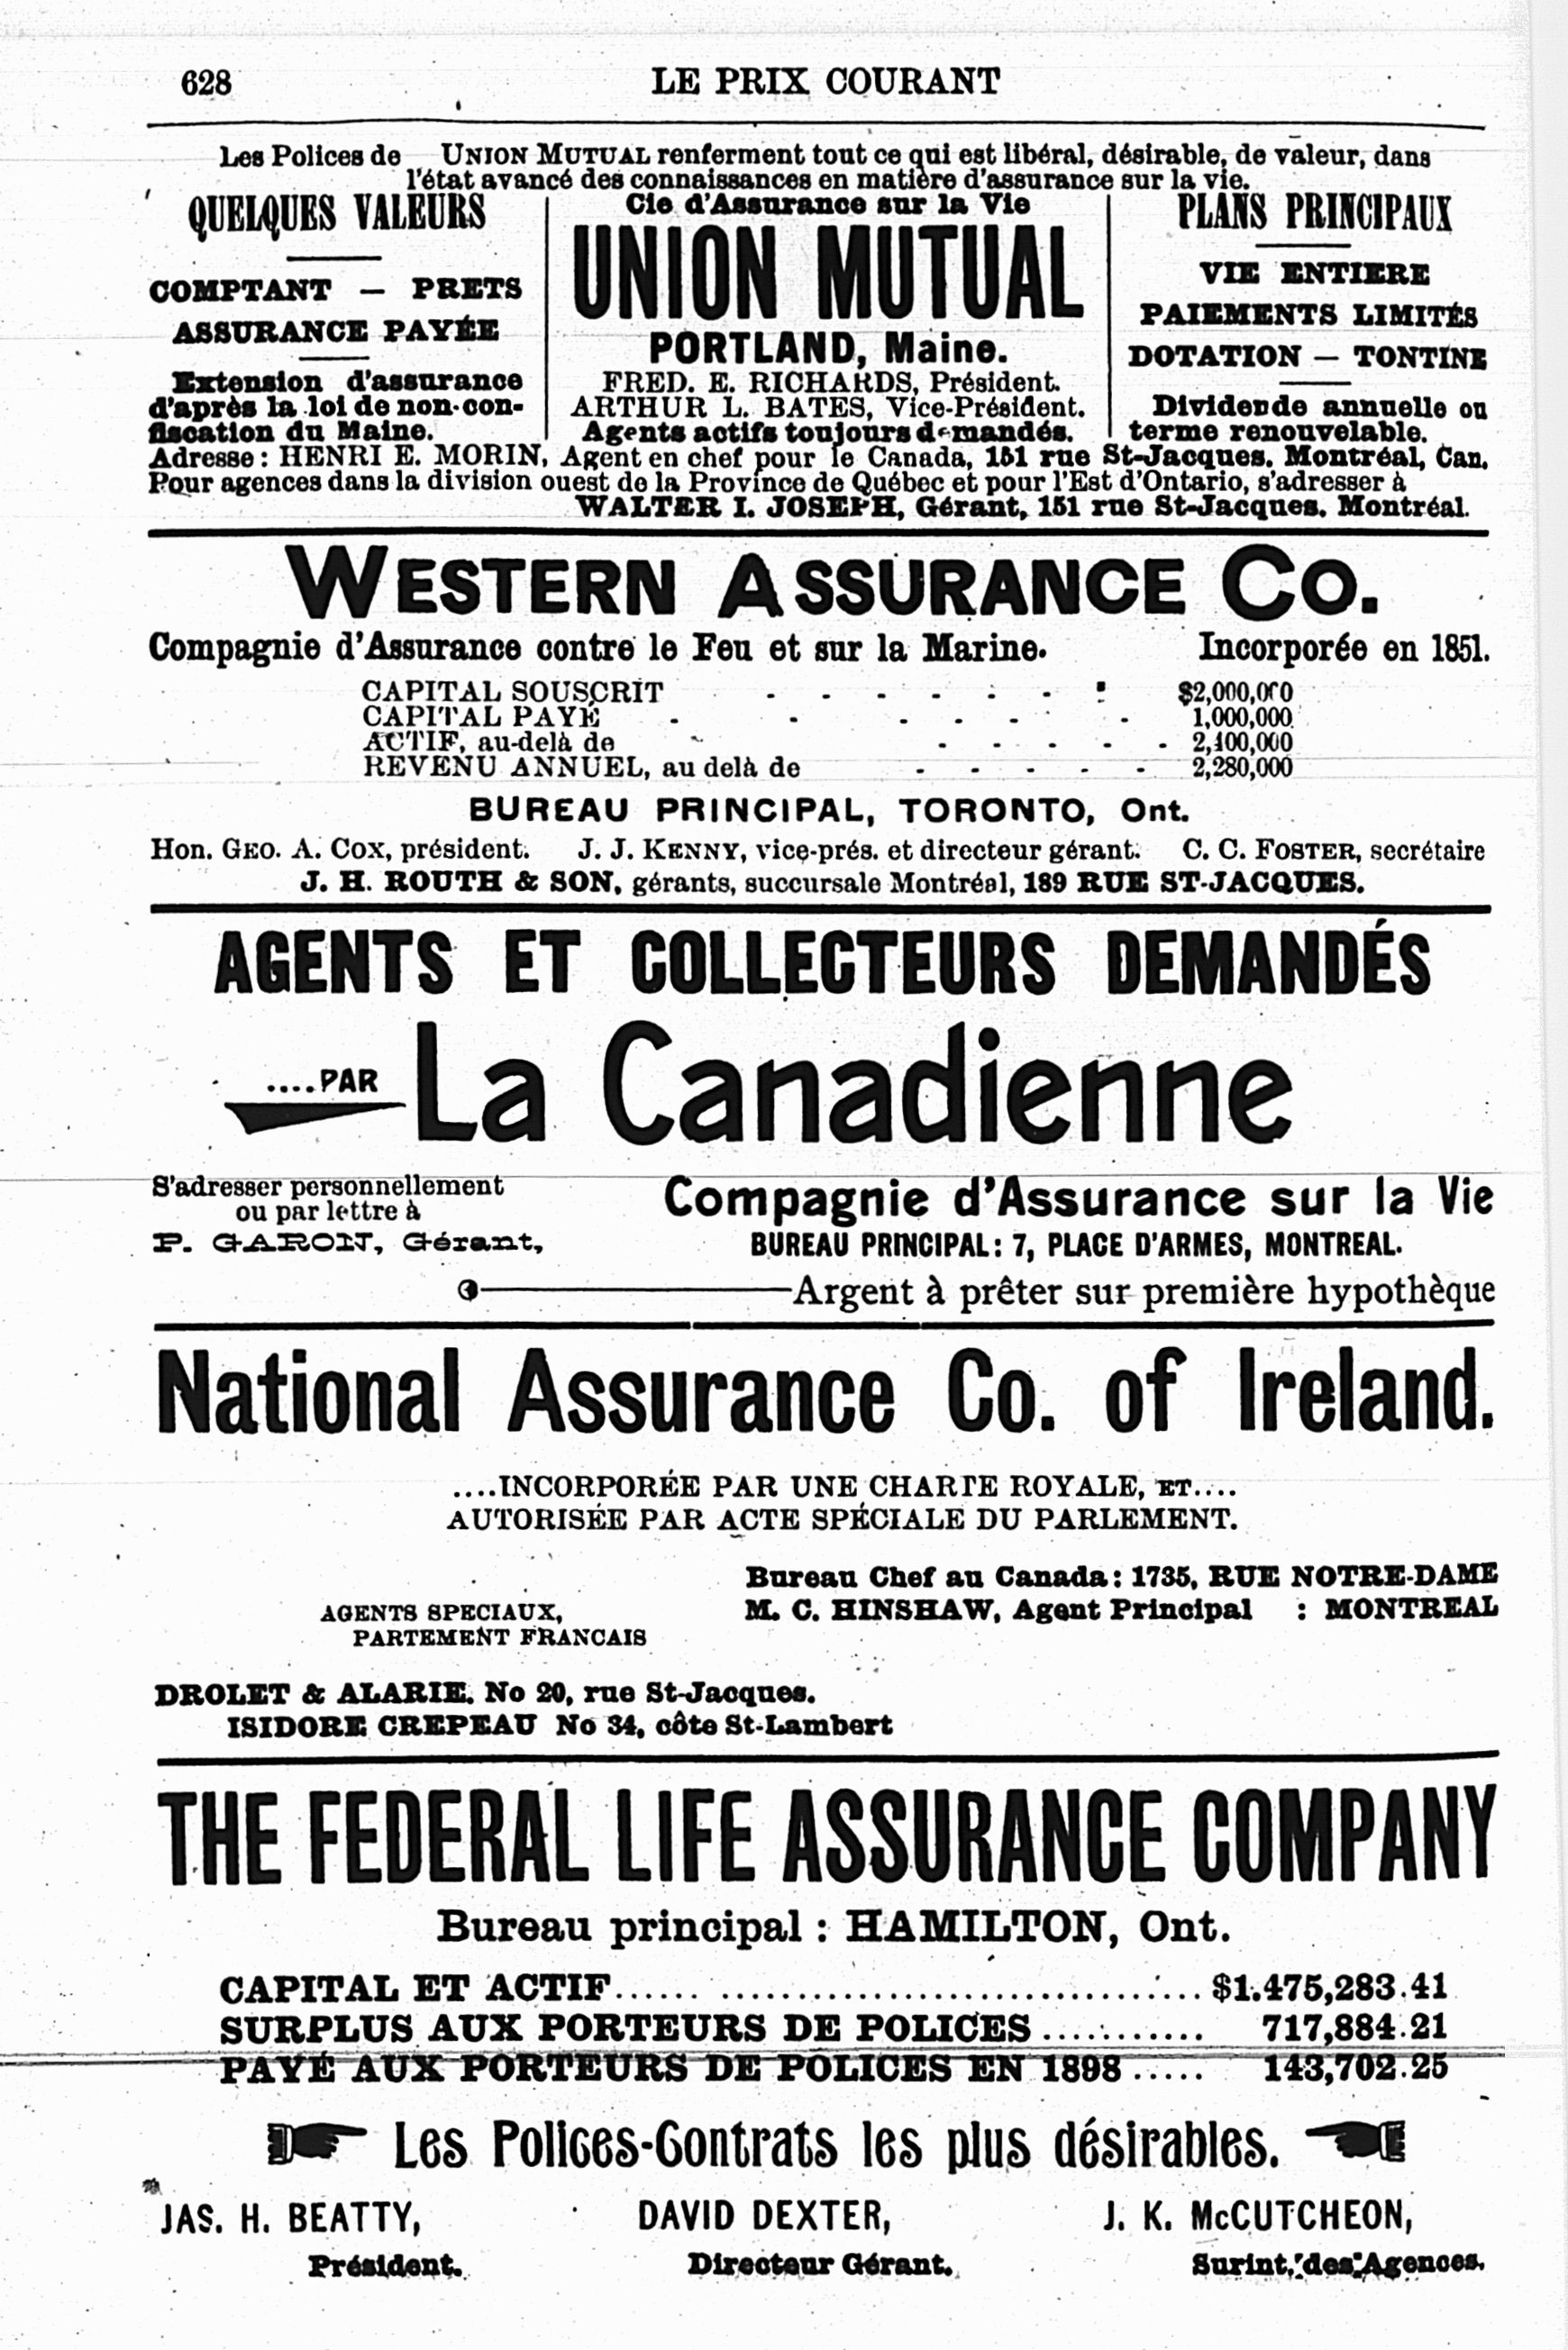 628
LE PRIX COURANT
Les Polices de UNION MUTUAL renferment tout ce qui est libéral, désirable, de valeur, dans
l'état avancé des connaissances en matière d'assurance sur la vie.
QUELQUES VALEURS
COMPTANT — PRETS
ASSURANCE PAYÉE
Extension d'assurance
d'après la loi de non-con-
fiscation du Maine.
Cie d'Assurance sur la Vie
UNION MUTUAL
PORTLAND, Maine.
FRED. E. RICHARDS, Président.
ARTHUR L. BATES, Vice-Président.
Agents actifs toujours demandés.
PLANS PRINCIPAUX
VIE ENTIERE
PAIEMENTS LIMITÉS
DOTATION — TONTINE
Dividende annuelle ou
terme renouvelable.
Adresse : HENRI E. MORIN, Agent en chef pour le Canada, 151 rue St-Jacques, Montréal, Can.
Pour agences dans la division ouest de la Province de Québec et pour l'Est d'Ontario, s'adresser à
WALTER I. JOSEPH, Gérant, 151 rue St-Jacques, Montréal.
WESTERN ASSURANCE CO.
Compagnie d'Assurance contre le Feu et sur la Marine. Incorporée en 1851.
CAPITAL SOUSCRIT - - - - - - - $2,000,000
CAPITAL PAYÉ - - - - - - 1,000,000
ACTIF, au-delà de - - - - - 2,400,000
REVENU ANNUEL, au delà de - - - - - 2,280,000
BUREAU PRINCIPAL, TORONTO, Ont.
Hon. GEO. A. COX, président. J. J. KENNY, vice-prés. et directeur gérant. C. C. FOSTER, secrétaire
J. H. ROUTH & SON, gérants, succursale Montréal, 189 RUE ST-JACQUES.
AGENTS ET COLLECTEURS DEMANDÉS
....PAR La Canadienne
S'adresser personnellement
ou par lettre à
P. GARON, Gérant,
Compagnie d'Assurance sur la Vie
BUREAU PRINCIPAL: 7, PLACE D'ARMES, MONTREAL.
Argent à prêter sur première hypothèque
National Assurance Co. of Ireland.
....INCORPORÉE PAR UNE CHARTE ROYALE, ET....
AUTORISÉE PAR ACTE SPÉCIALE DU PARLEMENT.
Bureau Chef au Canada : 1735, RUE NOTRE-DAME
M. C. HINSHAW, Agent Principal : MONTREAL
AGENTS SPECIAUX,
PARTEMENT FRANCAIS
DROLET & ALARIE, No 20, rue St-Jacques.
ISIDORE CREPEAU No 34, côte St-Lambert
THE FEDERAL LIFE ASSURANCE COMPANY
Bureau principal : HAMILTON, Ont.
CAPITAL ET ACTIF...... ................................ $1.475,283.41
SURPLUS AUX PORTEURS DE POLICES ........... 717,884.21
PAYÉ AUX PORTEURS DE POLICES EN 1898 ..... 143,702.25
Les Polices-Contrats les plus désirables.
JAS. H. BEATTY,
Président.
DAVID DEXTER,
Directeur Gérant.
J. K. McCUTCHEON,
Surint. des Agences.